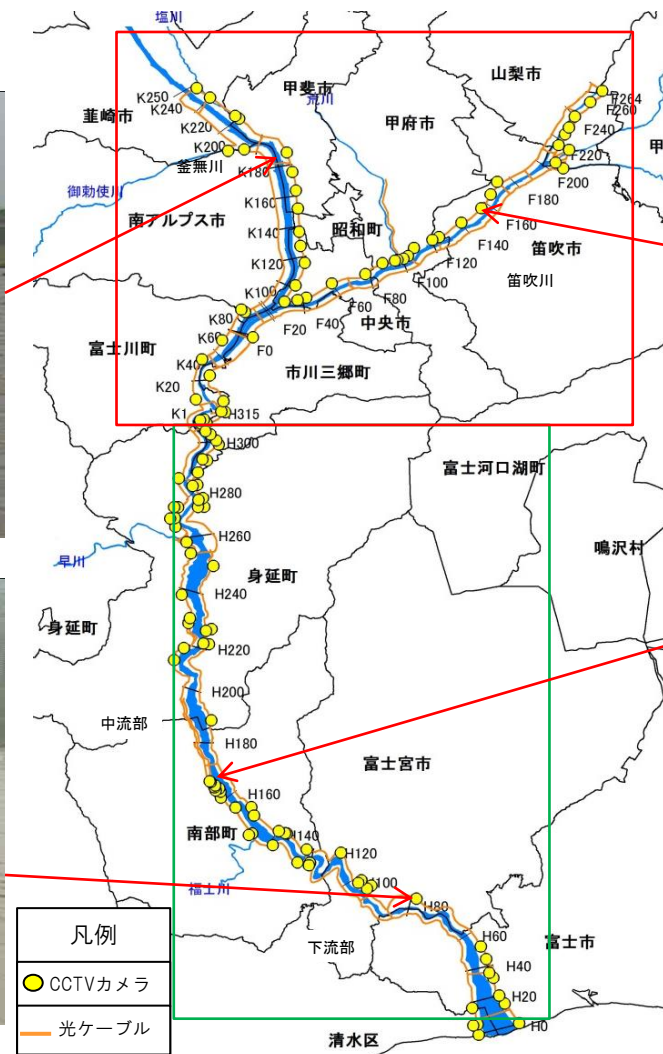 塩川
山梨市
甲斐市
荒川
K250
K240
F264
F260
韮崎市
甲府市
K220
F240
甲
K200
F220
釜無川
K180
F200
御勅使川
F180
K160
南アルプス市
昭和町
F160
K140
F140
笛吹市
K120
F120
笛吹川
F100
K100
F80
F60
中央市
K80
F40
F20
K60
F0
富士川町
K40
市川三郷町
K20
K1
H315
H300
富士河口湖町
H280
H260
鳴沢村
早川
身延町
H240
身延町
H220
H200
中流部
H180
富士宮市
H160
南部町
H140
H120
H100
福士川
H80
凡例
下流部
H60
富士市
CCTVカメラ
H40
H20
光ケーブル
H0
清水区